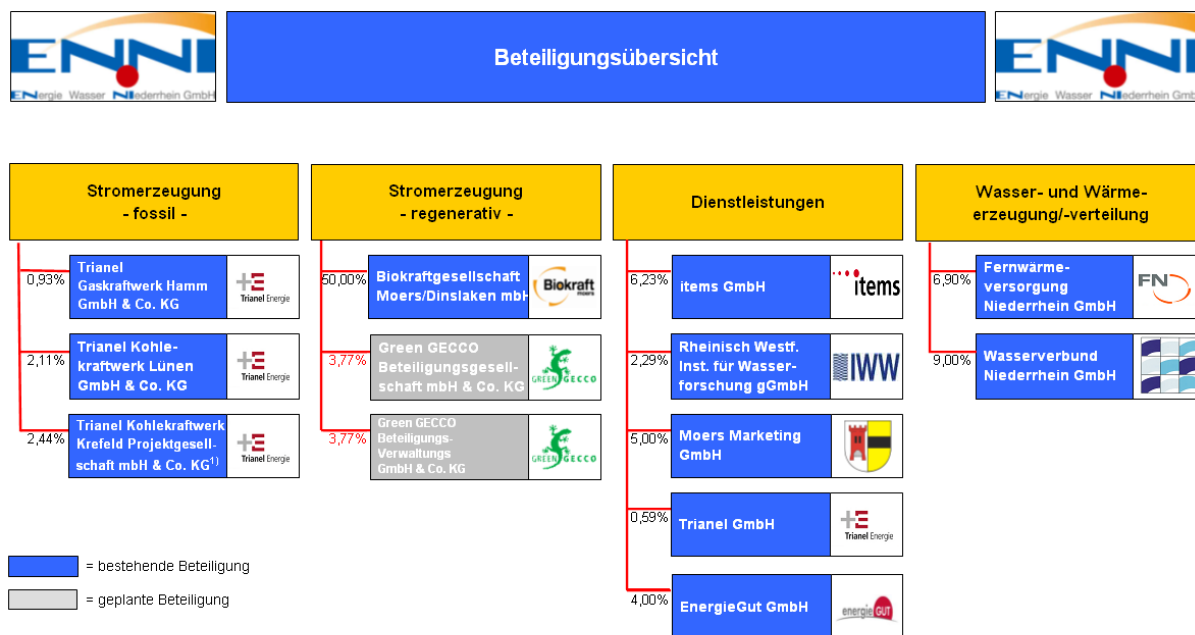 ENNI
ENergie Wasser NIederrhein GmbH
Beteiligungsübersicht
ENNI
ENergie Wasser NIederrhein GmbH
Stromerzeugung
- fossil -
0,93%
Trianel
Gaskraftwerk Hamm
GmbH & Co. KG
Trianel Energie
2,11%
Trianel Kohle-
kraftwerk Lünen
GmbH & Co. KG
Trianel Energie
2,44%
Trianel Kohlekraftwerk
Krefeld Projektgesell-
schaft mbH & Co. KG1)
Trianel Energie
Stromerzeugung
- regenerativ -
50,00%
Biokraftgesellschaft
Moers/Dinslaken mbH
Biokraft
moers
3,77%
Green GECCO
Beteiligungsgesell-
schaft mbH & Co. KG
GREEN GECCO
3,77%
Green GECCO
Beteiligungs-
Verwaltungs
GmbH & Co. KG
GREEN GECCO
Dienstleistungen
6,23%
items GmbH
items
2,29%
Rheinisch Westf.
Inst. für Wasser-
forschung gGmbH
IWW
5,00%
Moers Marketing
GmbH
0,59%
Trianel GmbH
Trianel Energie
4,00%
EnergieGut GmbH
energieGUT
Wasser- und Wärme-
erzeugung/-verteilung
6,90%
Fernwärme-
versorgung
Niederrhein GmbH
FN
9,00%
Wasserverbund
Niederrhein GmbH
= bestehende Beteiligung
= geplante Beteiligung